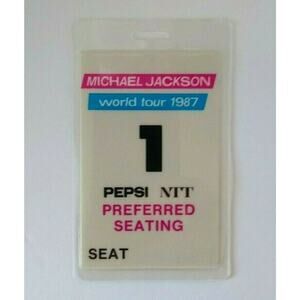 MICHAEL JACKSON
world tour 1987
1
PEPSI NTT
PREFERRED
SEATING
SEAT